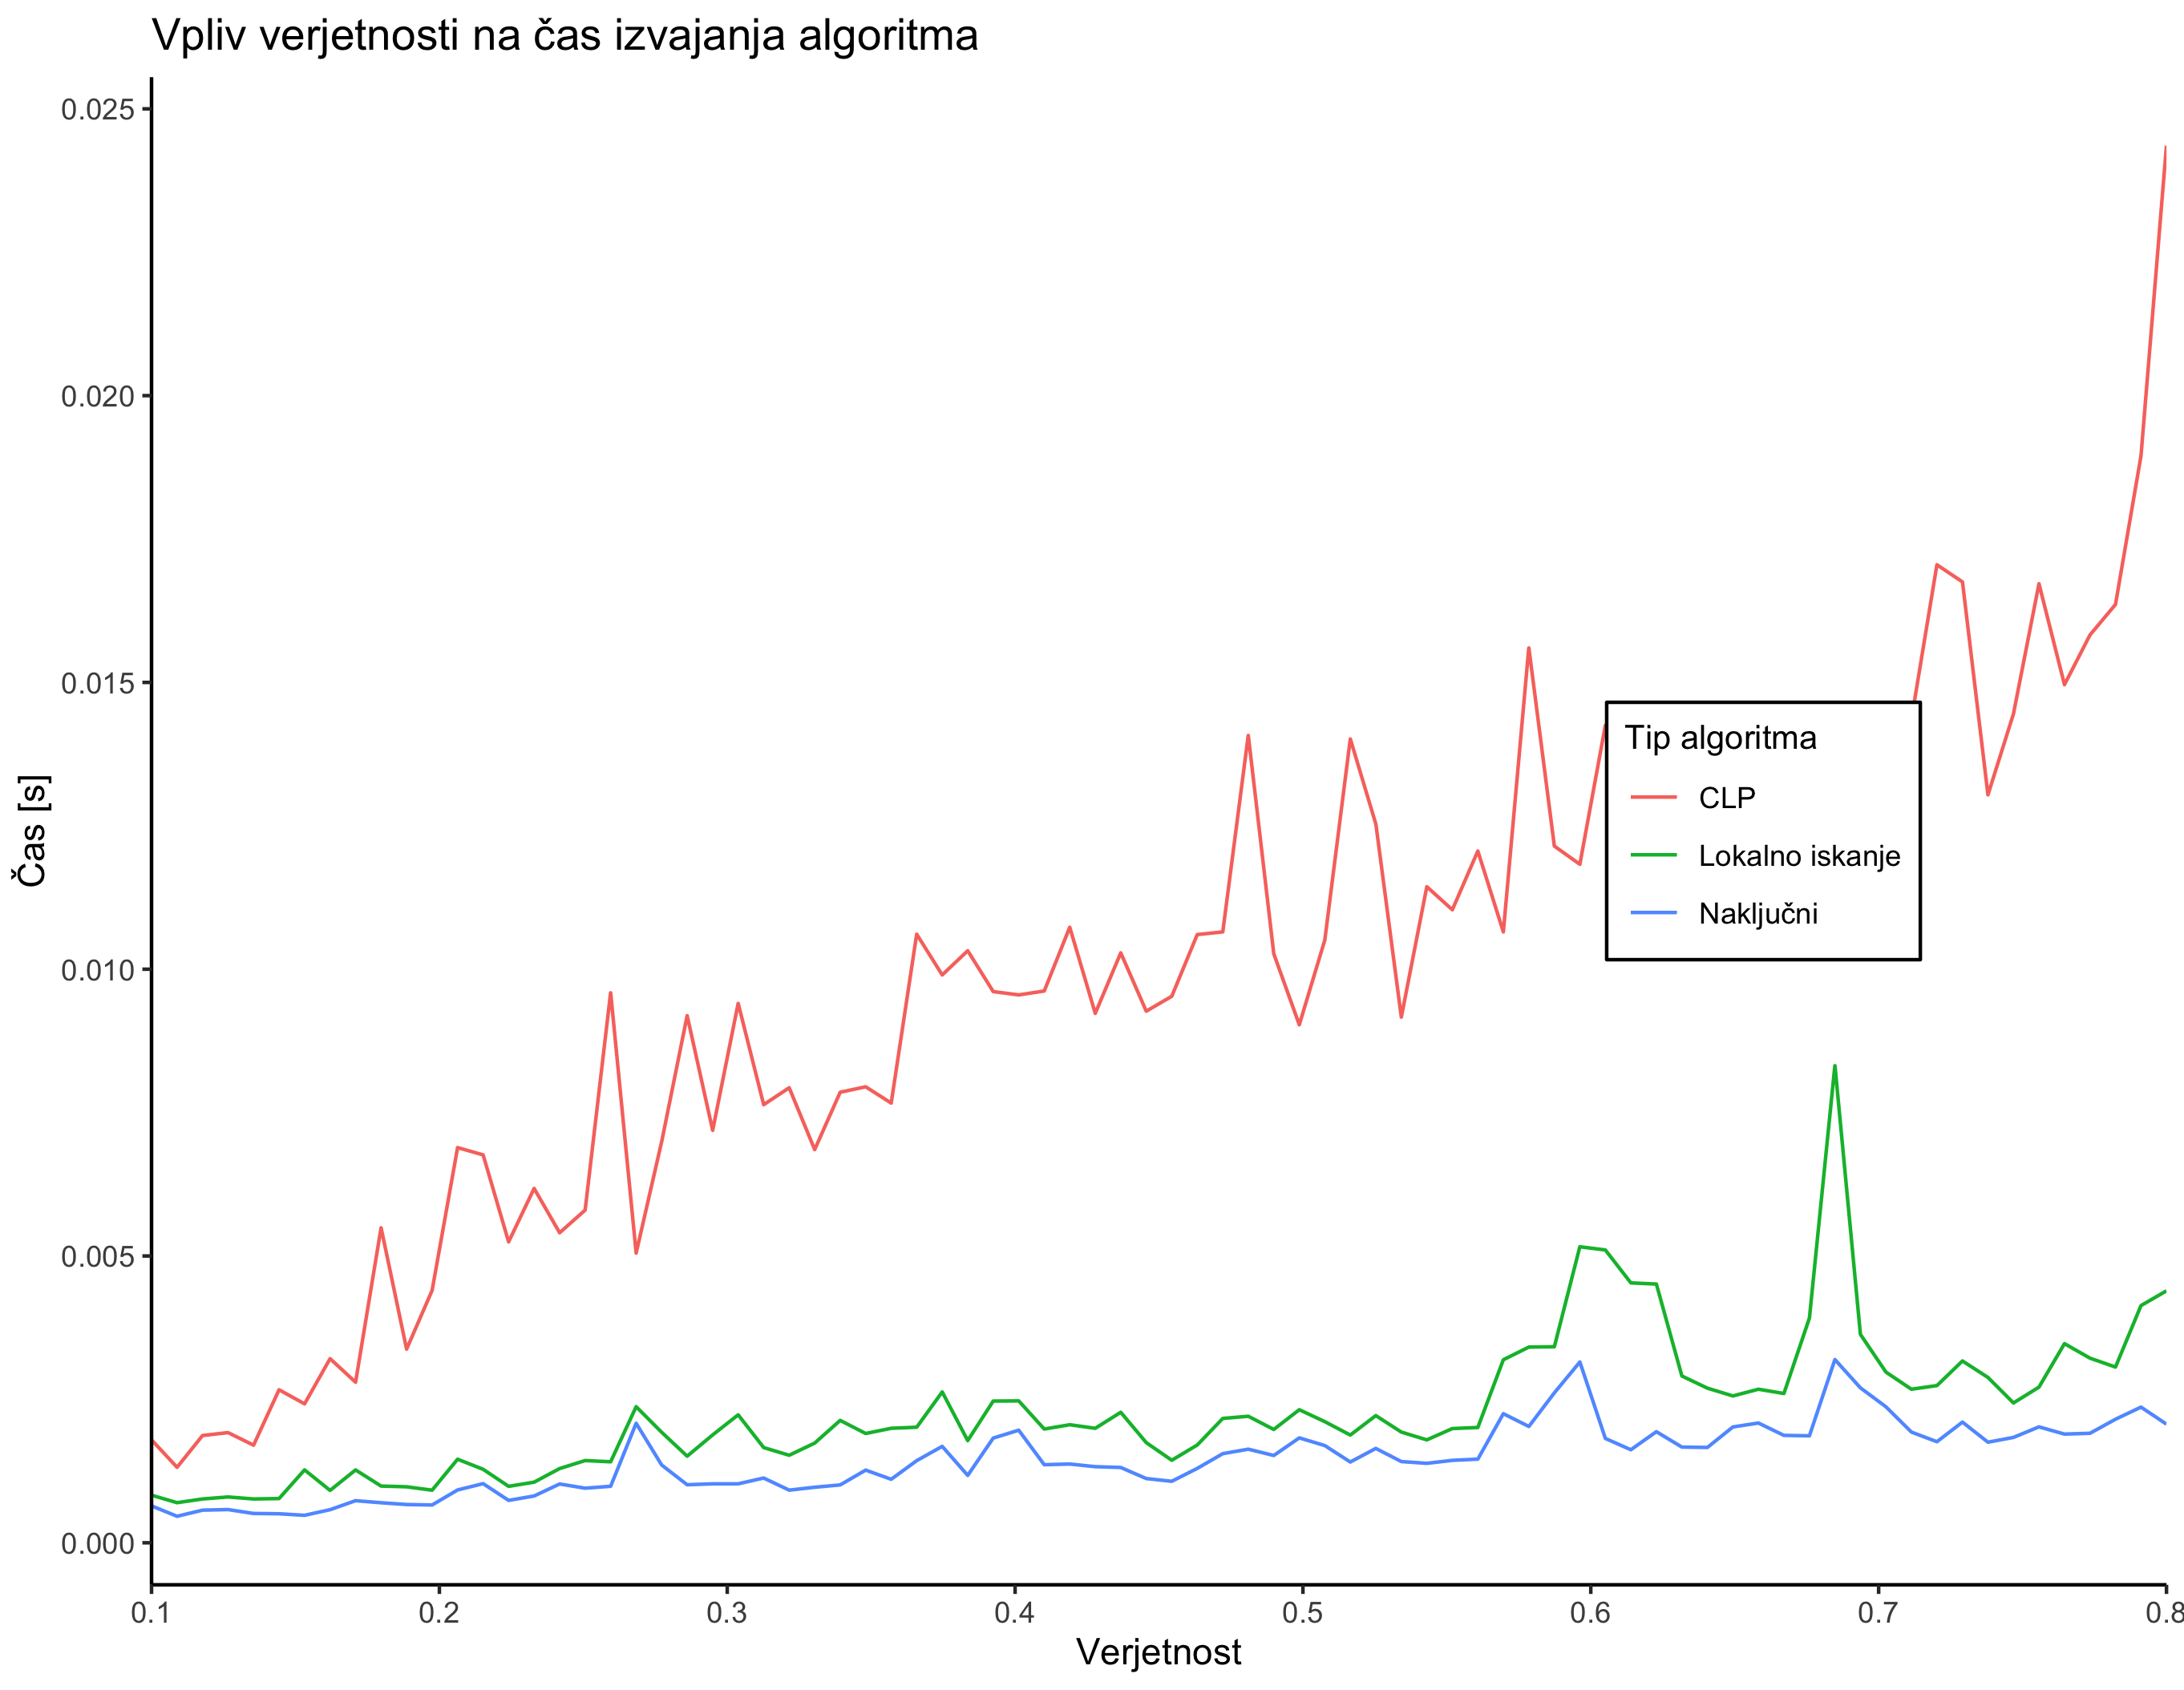 Vpliv verjetnosti na čas izvajanja algoritma
0.025
0.020
0.015
0.010
0.005
0.000
Čas [s]
Tip algoritma
CLP
Lokalno iskanje
Naključni
0.1 0.2 0.3 0.4 0.5 0.6 0.7 0.8
Verjetnost